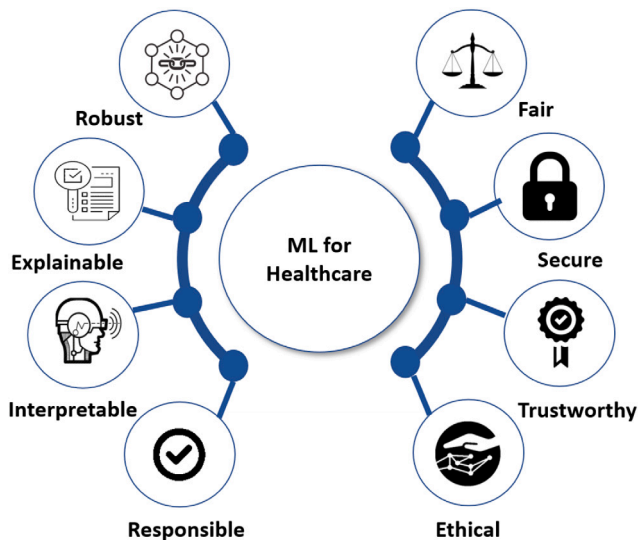 Robust
Fair
Explainable
ML for
Healthcare
Secure
Interpretable
Trustworthy
Responsible
Ethical